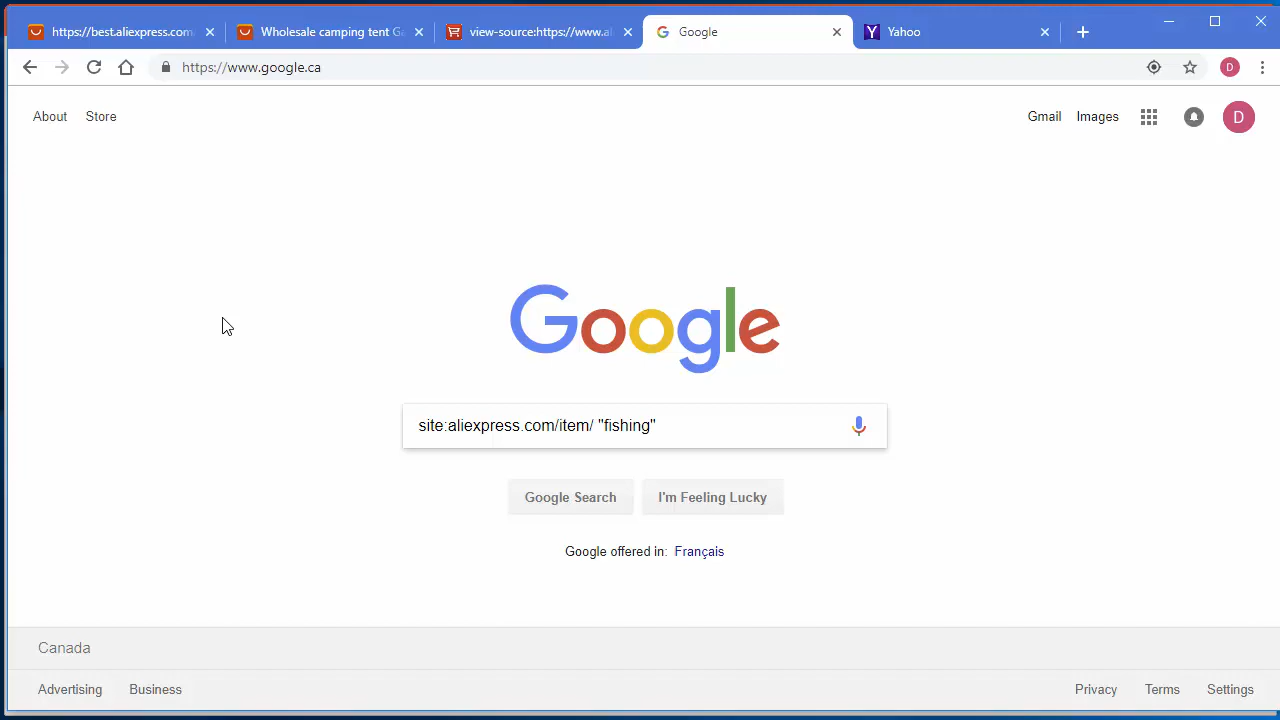 https://best.aliexpress.com
Wholesale camping tent G
view-source:https://www.al
Google
Yahoo
https://www.google.ca
D
About
Store
Gmail
Images
D
Google
site:aliexpress.com/item/ "fishing"
Google Search
I'm Feeling Lucky
Google offered in: Français
Canada
Advertising
Business
Privacy
Terms
Settings